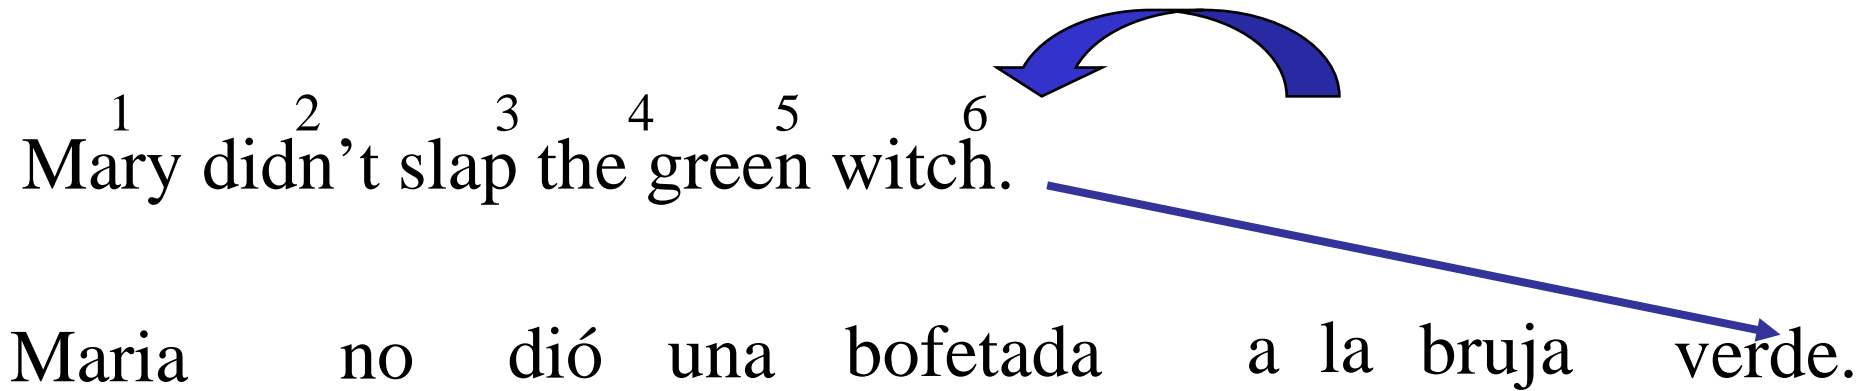 1 2 3 4 5 6
Mary didn’t slap the green witch.
Maria no dió una bofetada a la bruja verde.